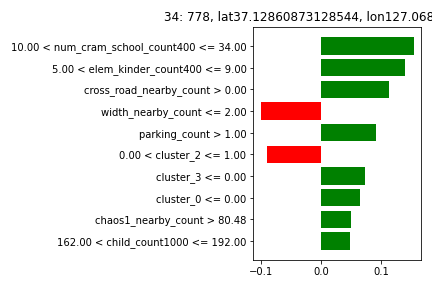 34: 778, lat37.12860873128544, lon127.068
10.00 < num_cram_school_count400 <= 34.00
5.00 < elem_kinder_count400 <= 9.00
cross_road_nearby_count > 0.00
width_nearby_count <= 2.00
parking_count > 1.00
0.00 < cluster_2 <= 1.00
cluster_3 <= 0.00
cluster_0 <= 0.00
chaos1_nearby_count > 80.48
162.00 < child_count1000 <= 192.00
−0.1 0.0 0.1